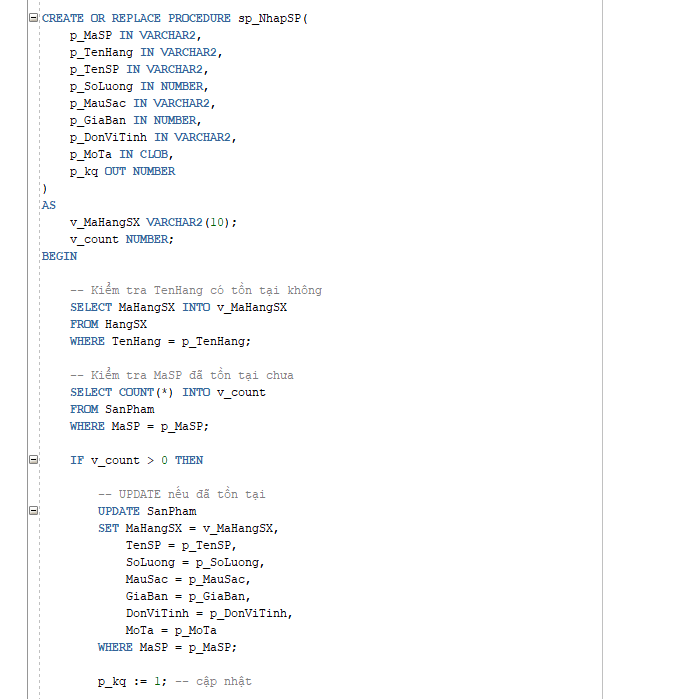 CREATE OR REPLACE PROCEDURE sp_NhapSP(
    p_MaSP IN VARCHAR2,
    p_TenHang IN VARCHAR2,
    p_TenSP IN VARCHAR2,
    p_SoLuong IN NUMBER,
    p_MauSac IN VARCHAR2,
    p_GiaBan IN NUMBER,
    p_DonViTinh IN VARCHAR2,
    p_MoTa IN CLOB,
    p_kq OUT NUMBER
)
AS
    v_MaHangSX VARCHAR2(10);
    v_count NUMBER;
BEGIN
    -- Kiểm tra TenHang có tồn tại không
    SELECT MaHangSX INTO v_MaHangSX
    FROM HangSX
    WHERE TenHang = p_TenHang;
    -- Kiểm tra MaSP đã tồn tại chưa
    SELECT COUNT(*) INTO v_count
    FROM SanPham
    WHERE MaSP = p_MaSP;
    IF v_count > 0 THEN
        -- UPDATE nếu đã tồn tại
        UPDATE SanPham
        SET MaHangSX = v_MaHangSX,
            TenSP = p_TenSP,
            SoLuong = p_SoLuong,
            MauSac = p_MauSac,
            GiaBan = p_GiaBan,
            DonViTinh = p_DonViTinh,
            MoTa = p_MoTa
        WHERE MaSP = p_MaSP;
        p_kq := 1; -- cập nhật